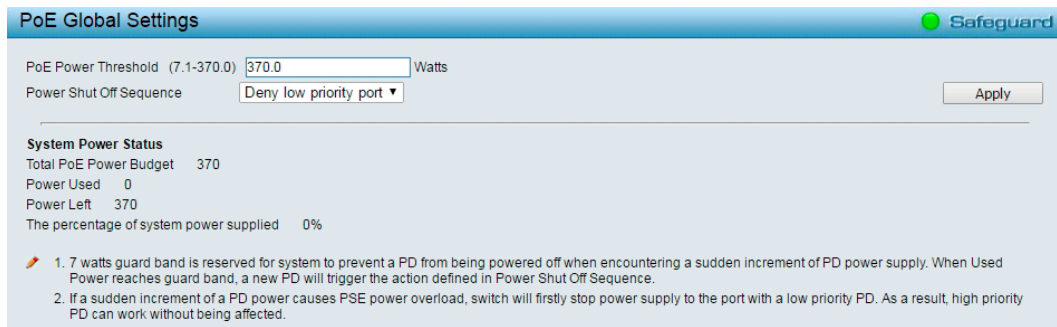 PoE Global Settings
Safeguard
PoE Power Threshold (7.1-370.0) 370.0 Watts
Power Shut Off Sequence Deny low priority port ▼
Apply
System Power Status
Total PoE Power Budget 370
Power Used 0
Power Left 370
The percentage of system power supplied 0%
1. 7 watts guard band is reserved for system to prevent a PD from being powered off when encountering a sudden increment of PD power supply. When Used
Power reaches guard band, a new PD will trigger the action defined in Power Shut Off Sequence.
2. If a sudden increment of a PD power causes PSE power overload, switch will firstly stop power supply to the port with a low priority PD. As a result, high priority
PD can work without being affected.